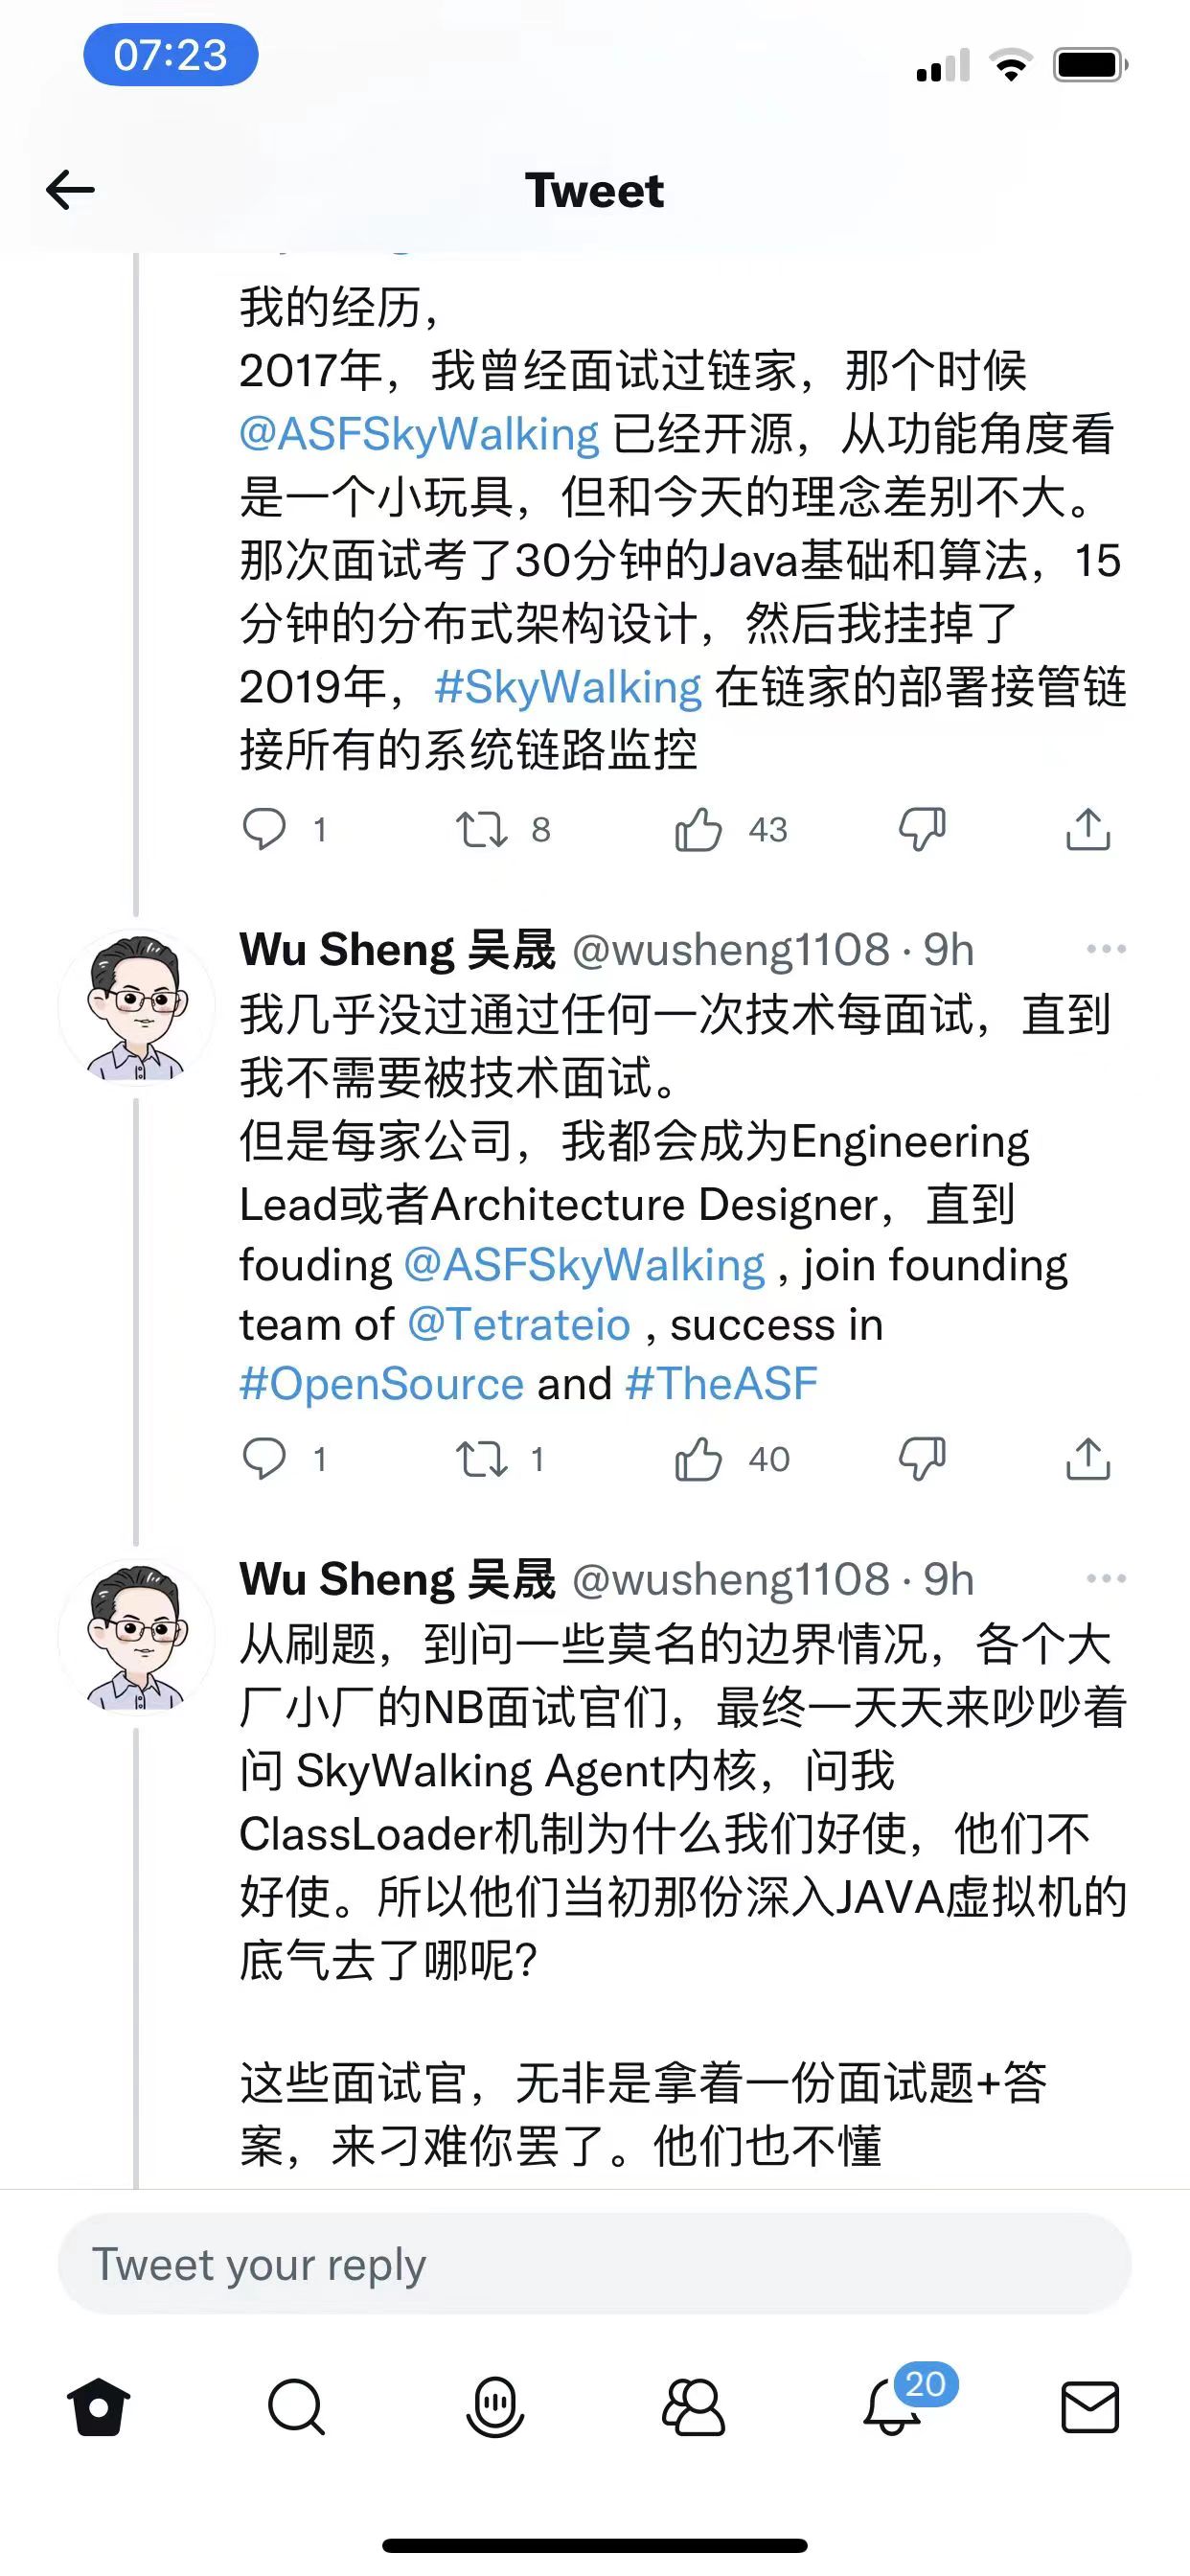 07:23
Tweet
我的经历，
2017年，我曾经面试过链家，那个时候
@ASFSkyWalking 已经开源，从功能角度看
是一个小玩具，但和今天的理念差别不大。
那次面试考了30分钟的Java基础和算法，15
分钟的分布式架构设计，然后我挂掉了
2019年，#SkyWalking 在链家的部署接管链
接所有的系统链路监控
1 8 43
Wu Sheng 吴晟 @wusheng1108 · 9h
我几乎没过通过任何一次技术每面试，直到
我不需要被技术面试。
但是每家公司，我都会成为Engineering
Lead或者Architecture Designer，直到
fouding @ASFSkyWalking , join founding
team of @Tetrateio , success in
#OpenSource and #TheASF
1 1 40
Wu Sheng 吴晟 @wusheng1108 · 9h
从刷题，到问一些莫名的边界情况，各个大
厂小厂的NB面试官们，最终一天天来吵吵着
问 SkyWalking Agent内核，问我
ClassLoader机制为什么我们好使，他们不
好使。所以他们当初那份深入JAVA虚拟机的
底气去了哪呢?
这些面试官，无非是拿着一份面试题+答
案，来刁难你罢了。他们也不懂
Tweet your reply
20